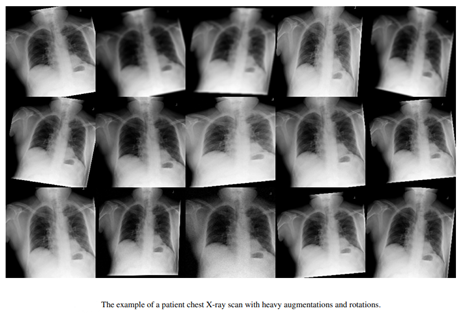 The example of a patient chest X-ray scan with heavy augmentations and rotations.